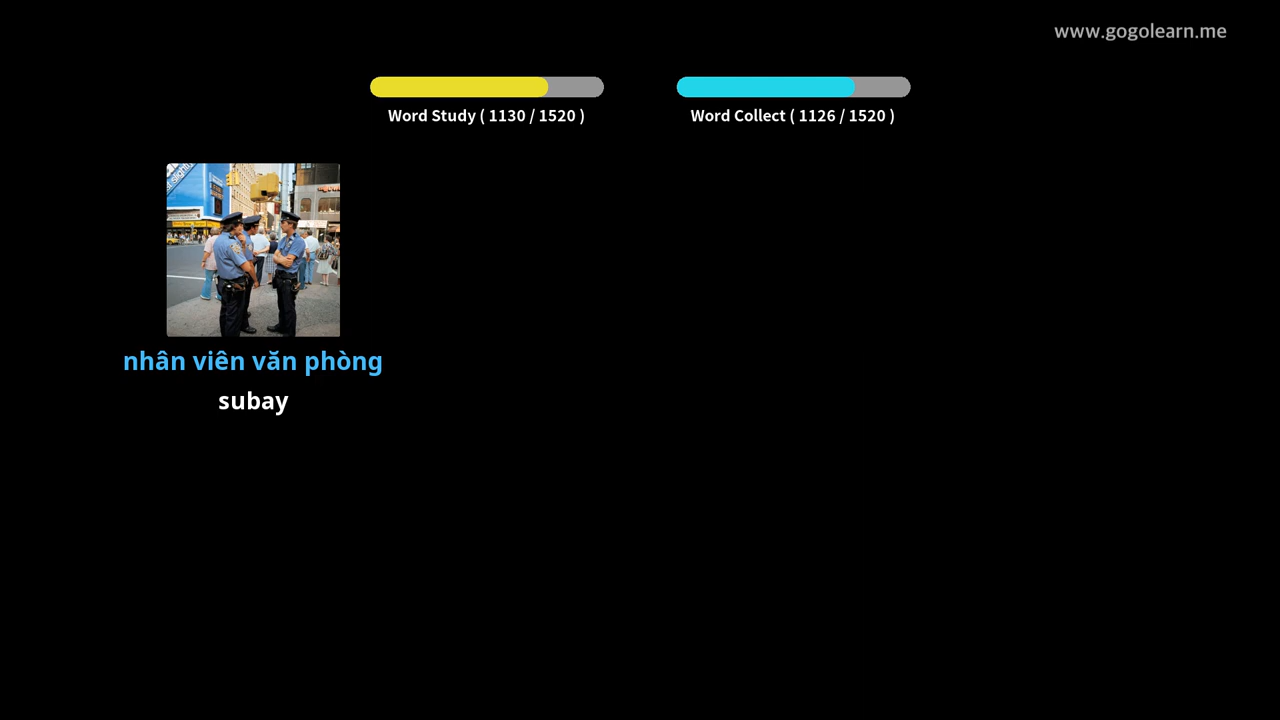 www.gogolearn.me
Word Study ( 1130 / 1520 )
Word Collect ( 1126 / 1520 )
nhân viên văn phòng
subay